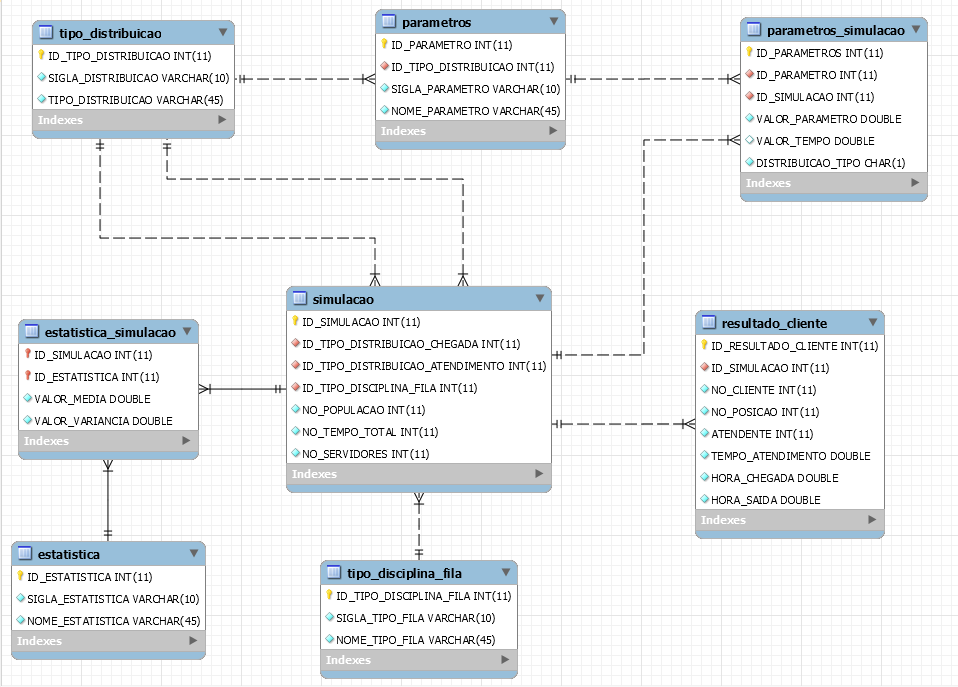 tipo_distribuicao
ID_TIPO_DISTRIBUICAO INT(11)
SIGLA_DISTRIBUICAO VARCHAR(10)
TIPO_DISTRIBUICAO VARCHAR(45)
Indexes
parametros
ID_PARAMETRO INT(11)
ID_TIPO_DISTRIBUICAO INT(11)
SIGLA_PARAMETRO VARCHAR(10)
NOME_PARAMETRO VARCHAR(45)
Indexes
parametros_simulacao
ID_PARAMETROS INT(11)
ID_PARAMETRO INT(11)
ID_SIMULACAO INT(11)
VALOR_PARAMETRO DOUBLE
VALOR_TEMPO DOUBLE
DISTRIBUICAO_TIPO CHAR(1)
Indexes
estatistica_simulacao
ID_SIMULACAO INT(11)
ID_ESTATISTICA INT(11)
VALOR_MEDIA DOUBLE
VALOR_VARIANCIA DOUBLE
Indexes
simulacao
ID_SIMULACAO INT(11)
ID_TIPO_DISTRIBUICAO_CHEGADA INT(11)
ID_TIPO_DISTRIBUICAO_ATENDIMENTO INT(11)
ID_TIPO_DISCIPLINA_FILA INT(11)
NO_POPULACAO INT(11)
NO_TEMPO_TOTAL INT(11)
NO_SERVIDORES INT(11)
Indexes
resultado_cliente
ID_RESULTADO_CLIENTE INT(11)
ID_SIMULACAO INT(11)
NO_CLIENTE INT(11)
NO_POSICAO INT(11)
ATENDENTE INT(11)
TEMPO_ATENDIMENTO DOUBLE
HORA_CHEGADA DOUBLE
HORA_SAIDA DOUBLE
Indexes
estatistica
ID_ESTATISTICA INT(11)
SIGLA_ESTATISTICA VARCHAR(10)
NOME_ESTATISTICA VARCHAR(45)
Indexes
tipo_disciplina_fila
ID_TIPO_DISCIPLINA_FILA INT(11)
SIGLA_TIPO_FILA VARCHAR(10)
NOME_TIPO_FILA VARCHAR(45)
Indexes